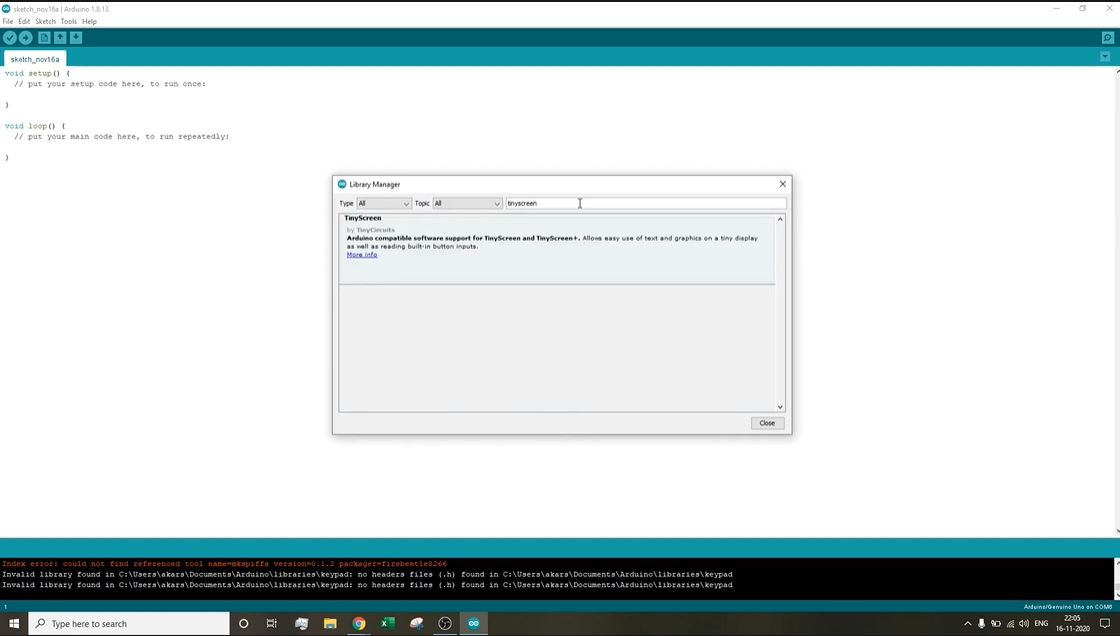 sketch_nov16a | Arduino 1.8.13
File Edit Sketch Tools Help
sketch_nov16a
void setup() {
// put your setup code here, to run once:
}
void loop() {
// put your main code here, to run repeatedly:
}
Library Manager
Type All Topic All tinyscreen
TinyScreen
by TinyCircuits
Arduino compatible software support for TinyScreen and TinyScreen+. Allows easy use of text and graphics on a tiny display
as well as reading built-in button inputs.
More info
Close
Index error: could not find referenced tool name=mkspiffs version=0.1.2 packager=firebeetle8266
Invalid library found in C:\Users\akars\Documents\Arduino\libraries\keypad: no headers files (.h) found in C:\Users\akars\Documents\Arduino\libraries\keypad
Invalid library found in C:\Users\akars\Documents\Arduino\libraries\keypad: no headers files (.h) found in C:\Users\akars\Documents\Arduino\libraries\keypad
1 Arduino/Genuino Uno on COM6
Type here to search
ENG
22:05
16-11-2020